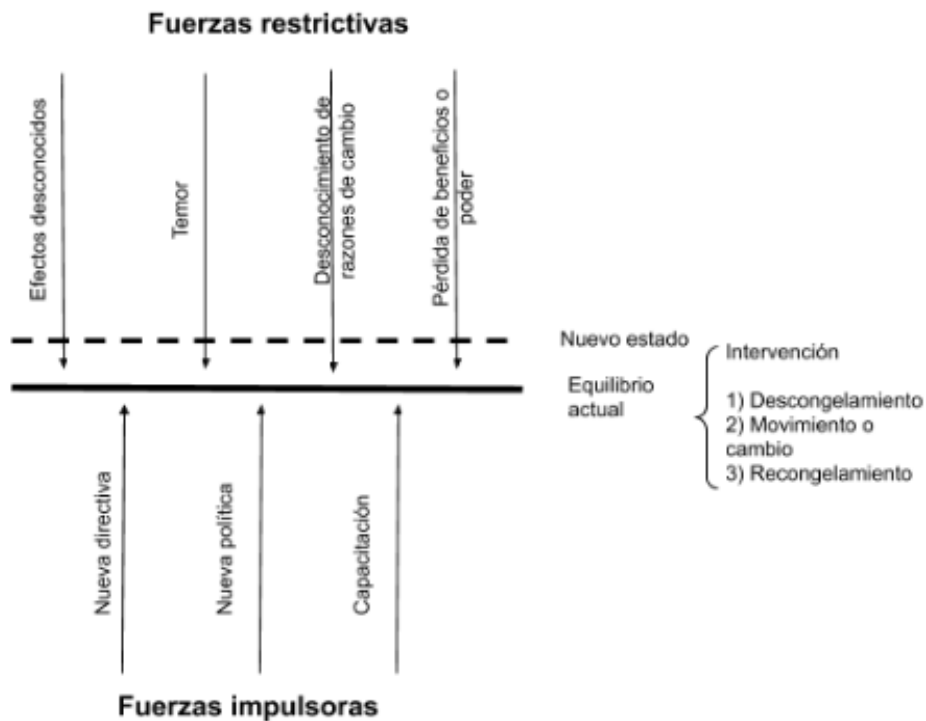 Fuerzas restrictivas
Efectos desconocidos
Temor
Desconocimiento de
razones de cambio
Pérdida de beneficios o
poder
Nuevo estado
Equilibrio
actual
Intervención
1) Descongelamiento
2) Movimiento o
cambio
3) Recongelamiento
Nueva directiva
Nueva política
Capacitación
Fuerzas impulsoras